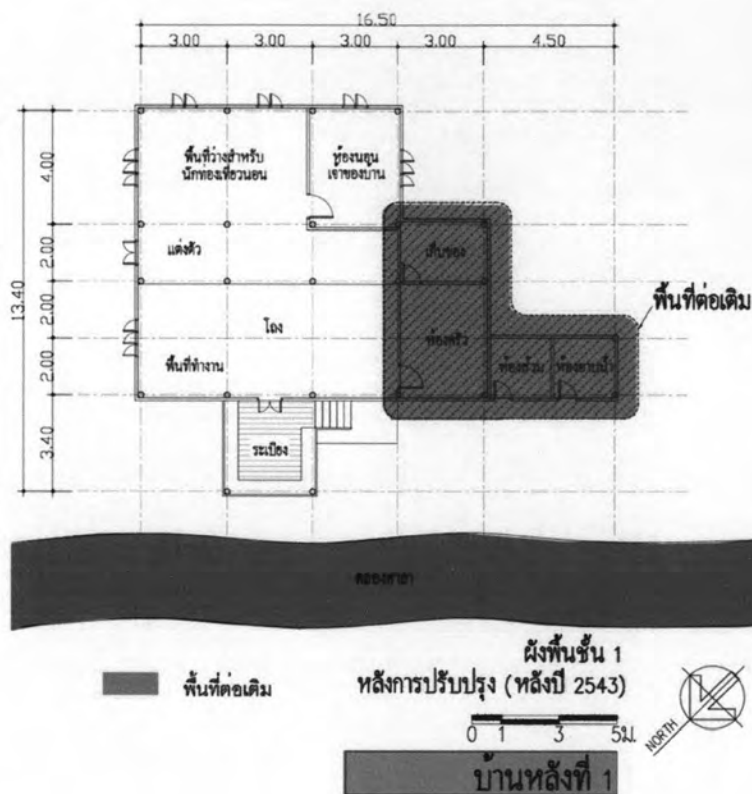 16.50
3.00 3.00 3.00 3.00 4.50
4.00
2.00
2.00
2.00
3.40
13.40
พื้นที่ว่างสำหรับ
นักท่องเที่ยวนอน
ห้องนอน
เจ้าของบ้าน
แต่งตัว
เก็บของ
พื้นที่ต่อเติม
โถง
ห้องครัว
พื้นที่ทำงาน
ห้องส้วม
ห้องอาบน้ำ
ระเบียง
ผังพื้นชั้น 1
พื้นที่ต่อเติม
หลังการปรับปรุง (หลังปี 2543)
0 1 3 5ม.
NORTH
บ้านหลังที่ 1